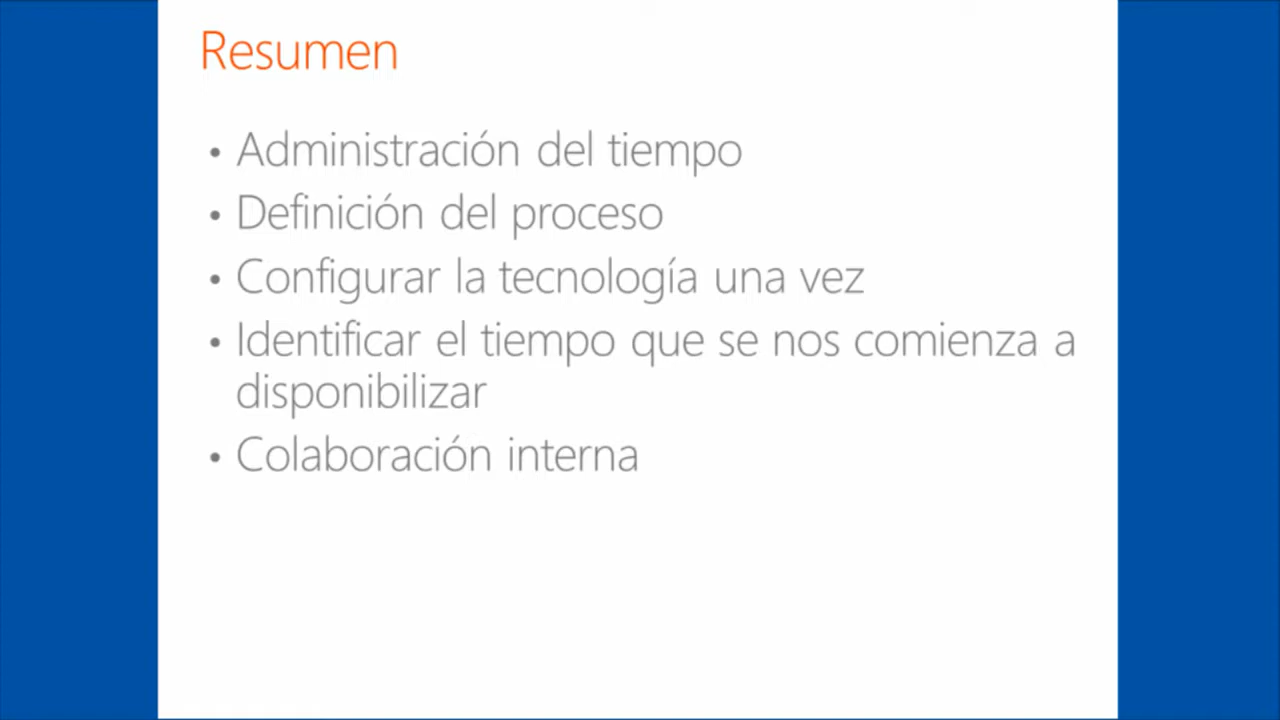 Resumen
• Administración del tiempo
• Definición del proceso
• Configurar la tecnología una vez
• Identificar el tiempo que se nos comienza a
disponibilizar
• Colaboración interna